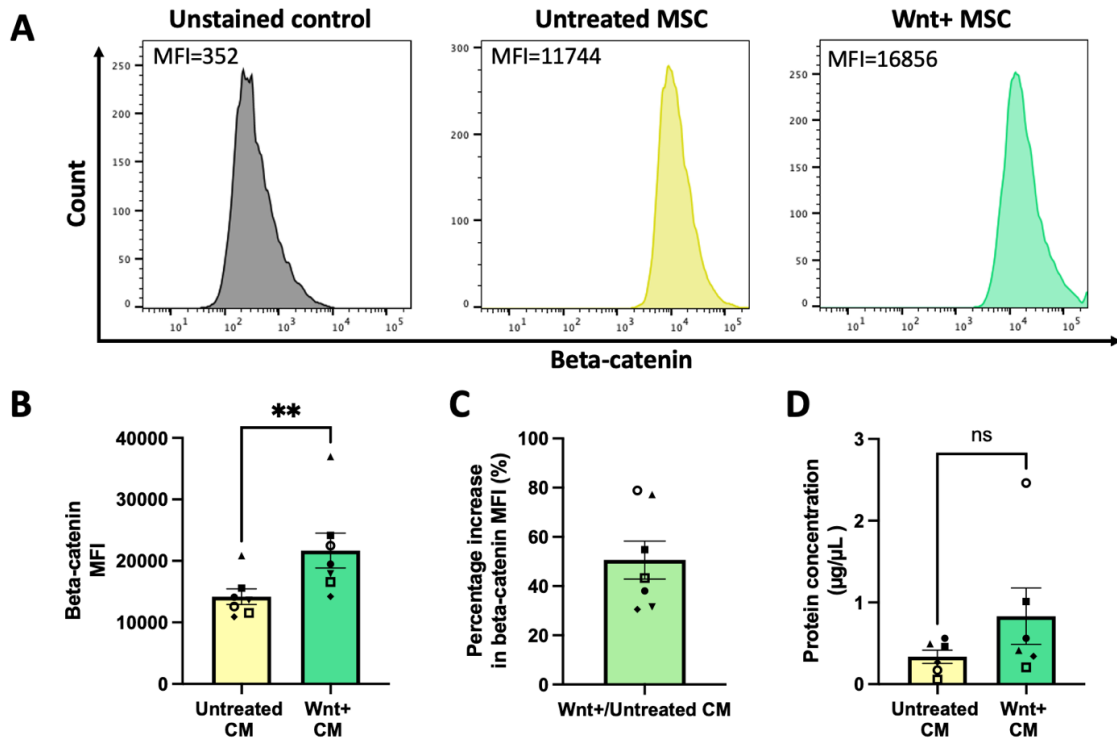 A
Unstained control
Untreated MSC
Wnt+ MSC
MFI=352
MFI=11744
MFI=16856
Count
250
200
150
100
50
0
10¹ 10² 10³ 10⁴ 10⁵
300
200
100
0
10¹ 10² 10³ 10⁴ 10⁵
250
200
150
100
50
0
10¹ 10² 10³ 10⁴ 10⁵
Beta-catenin
B
**
Beta-catenin
MFI
40000
30000
20000
10000
0
Untreated
CM
Wnt+
CM
C
Percentage increase
in beta-catenin MFI (%)
100
80
60
40
20
0
Wnt+/Untreated CM
D
ns
Protein concentration
(µg/µL )
3
2
1
0
Untreated
CM
Wnt+
CM